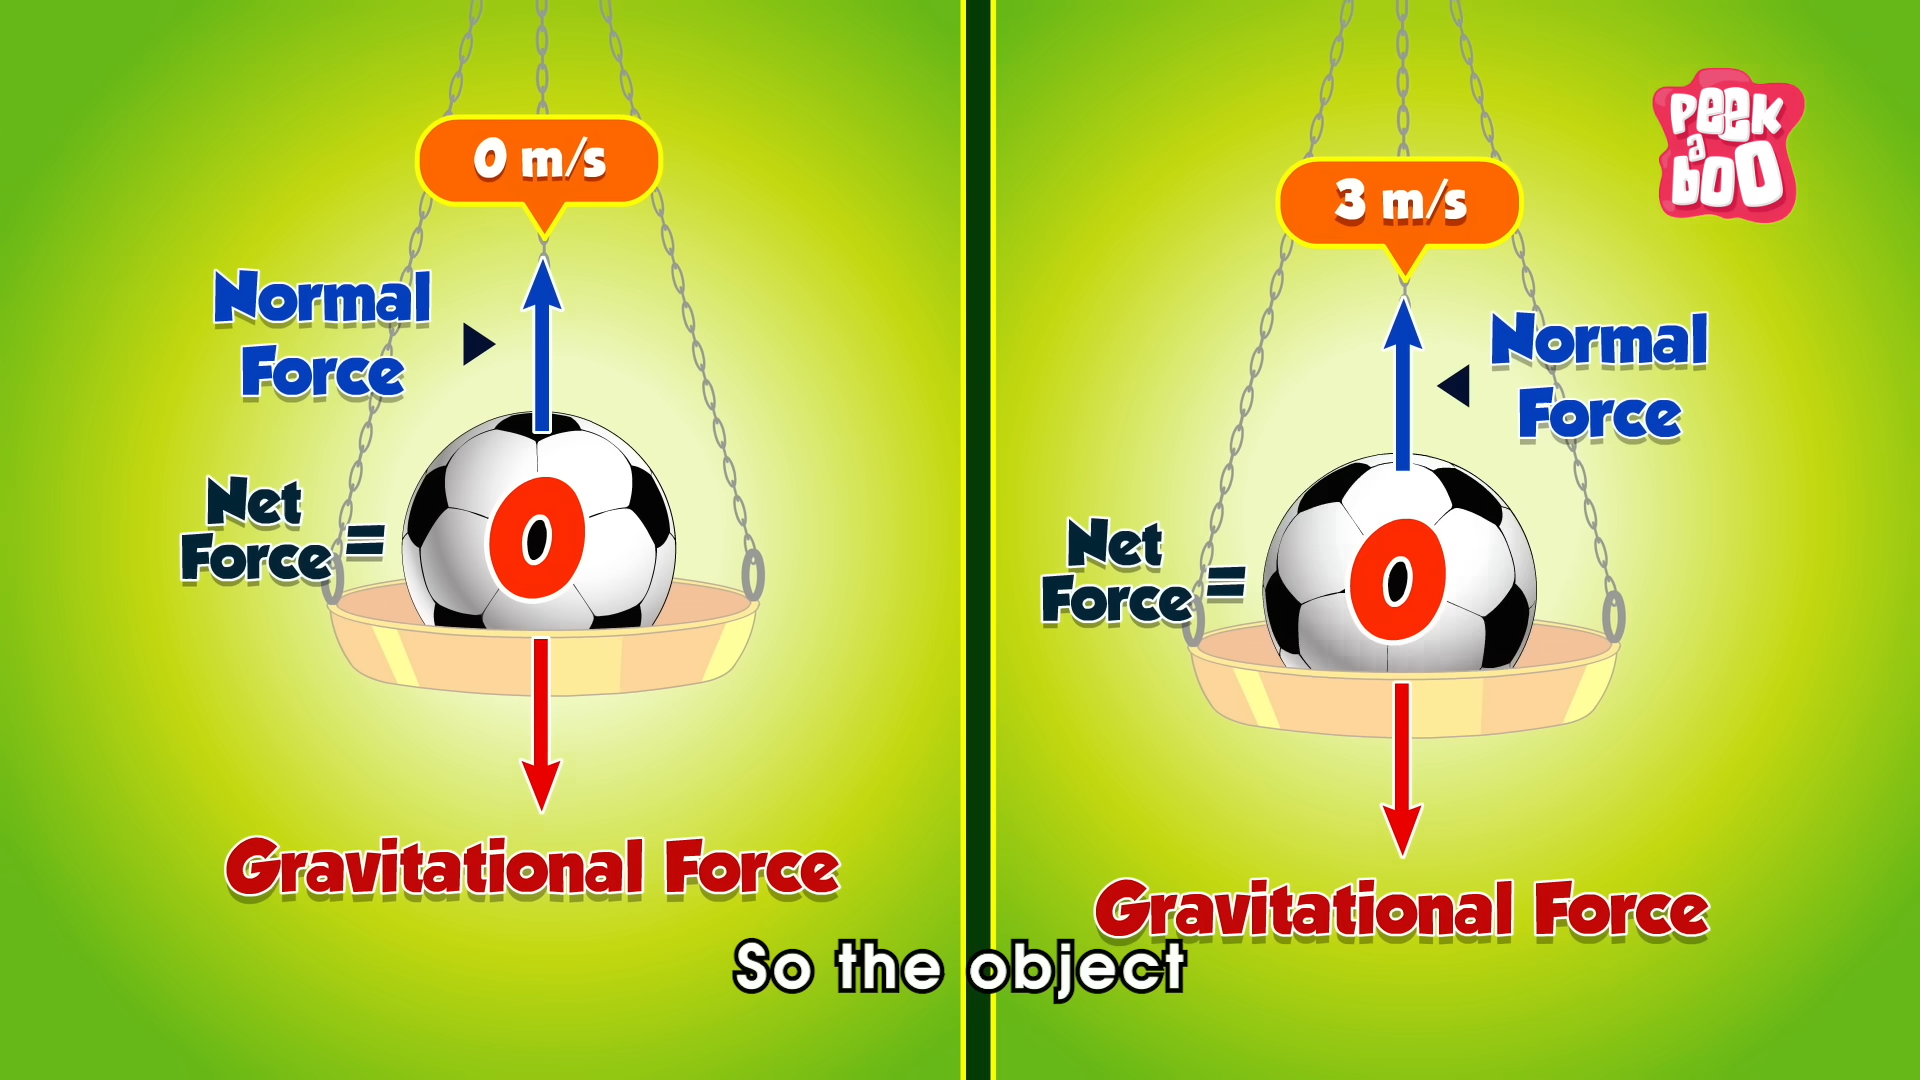 0 m/s
Normal
Force
Net
Force =
0
Gravitational Force
3 m/s
Normal
Force
Net
Force =
0
Gravitational Force
So the object
Peek
a
boo